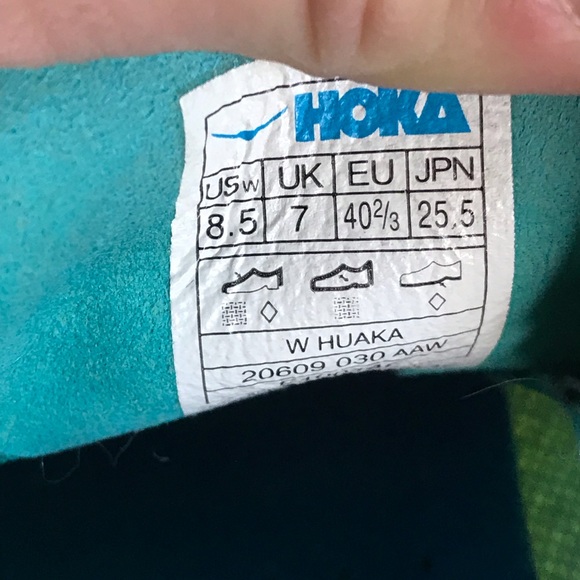 HOKA
USW UK EU JPN
8.5 7 40⅔ 25.5
W HUAKA
20609 030 AAW